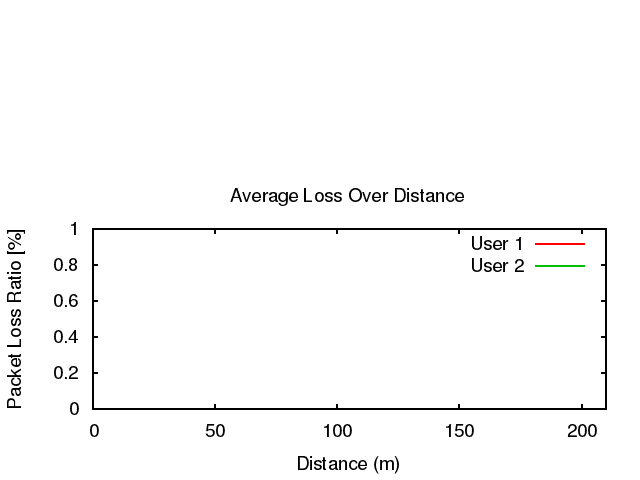 Average Loss Over Distance
Packet Loss Ratio [%]
1
0.8
0.6
0.4
0.2
0
User 1
User 2
0 50 100 150 200
Distance (m)